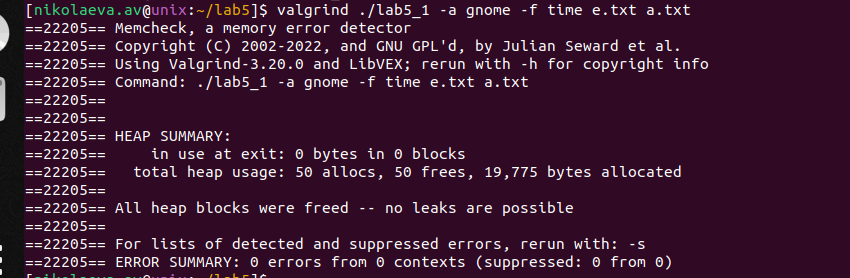 [nikolaeva.av@unix:~/lab5]$ valgrind ./lab5_1 -a gnome -f time e.txt a.txt
==22205== Memcheck, a memory error detector
==22205== Copyright (C) 2002-2022, and GNU GPL'd, by Julian Seward et al.
==22205== Using Valgrind-3.20.0 and LibVEX; rerun with -h for copyright info
==22205== Command: ./lab5_1 -a gnome -f time e.txt a.txt
==22205==
==22205==
==22205== HEAP SUMMARY:
==22205==     in use at exit: 0 bytes in 0 blocks
==22205==   total heap usage: 50 allocs, 50 frees, 19,775 bytes allocated
==22205==
==22205== All heap blocks were freed -- no leaks are possible
==22205==
==22205== For lists of detected and suppressed errors, rerun with: -s
==22205== ERROR SUMMARY: 0 errors from 0 contexts (suppressed: 0 from 0)
[nikolaeva.av@unix:~/lab5]$